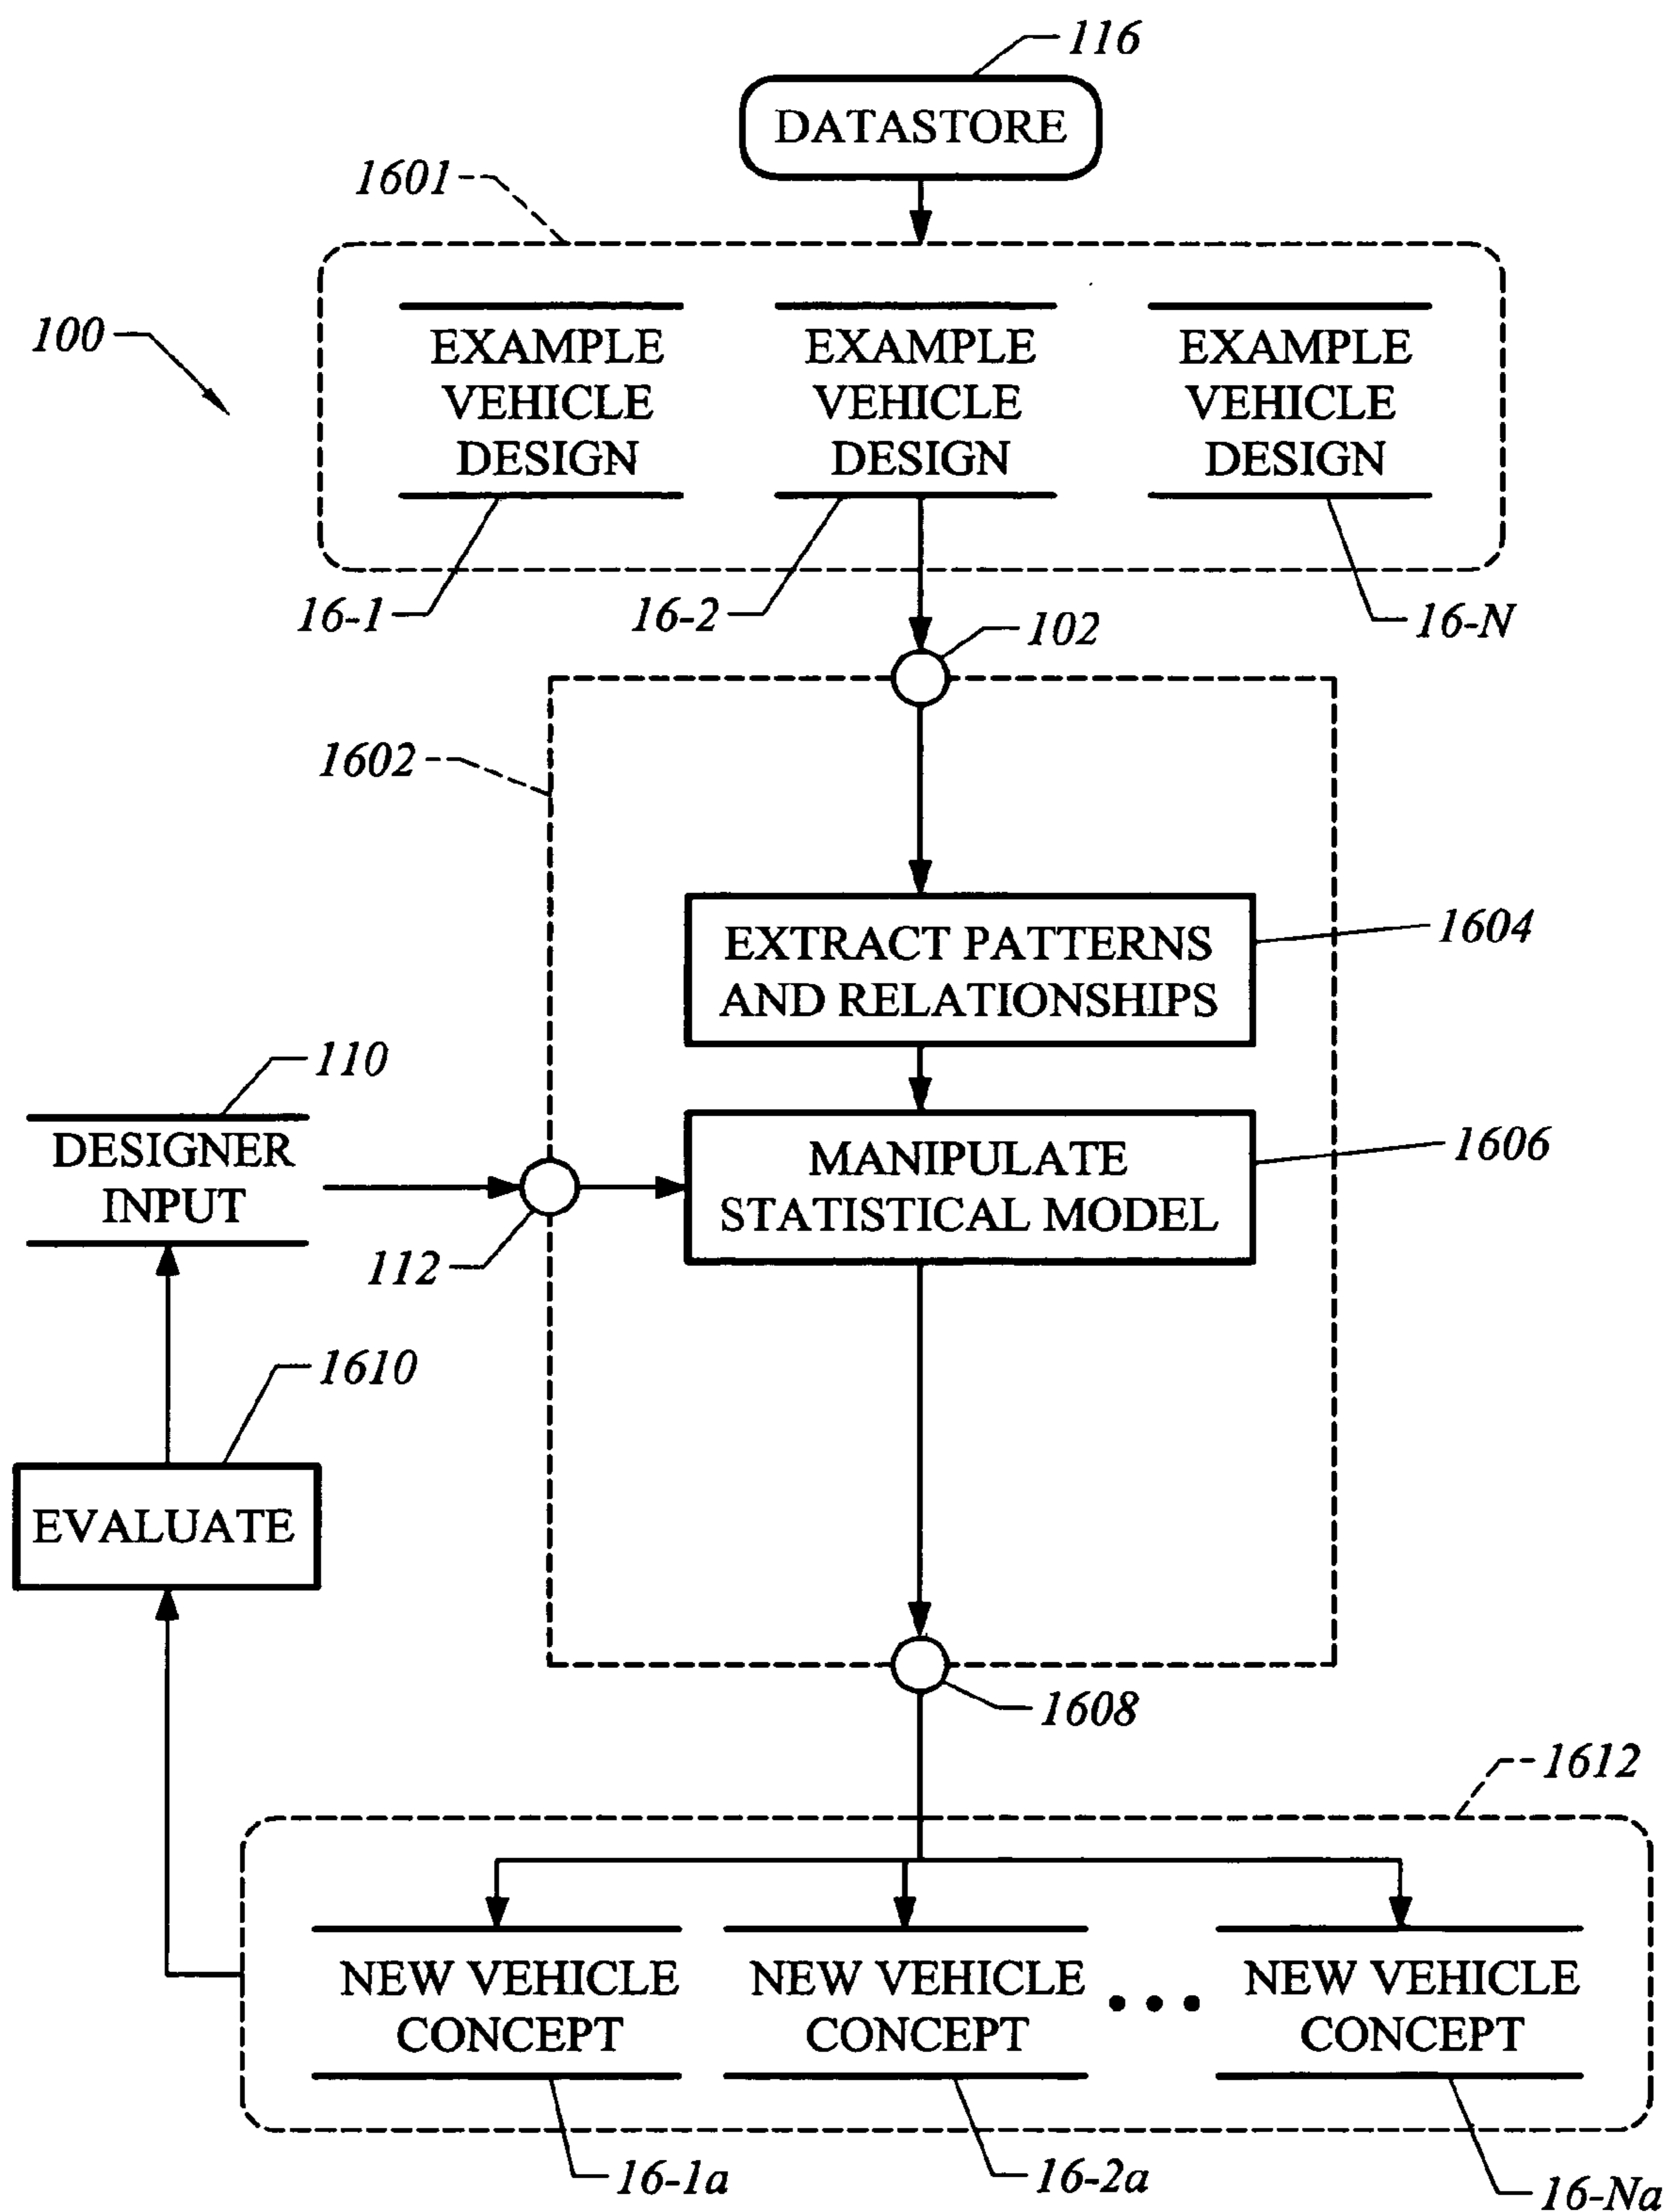 116
DATASTORE
1601
100
EXAMPLE
VEHICLE
DESIGN
EXAMPLE
VEHICLE
DESIGN
EXAMPLE
VEHICLE
DESIGN
16-1
16-2
16-N
102
1602
EXTRACT PATTERNS
AND RELATIONSHIPS
1604
110
DESIGNER
INPUT
112
MANIPULATE
STATISTICAL MODEL
1606
1610
EVALUATE
1608
1612
NEW VEHICLE
CONCEPT
NEW VEHICLE
CONCEPT
• • •
NEW VEHICLE
CONCEPT
16-1a
16-2a
16-Na